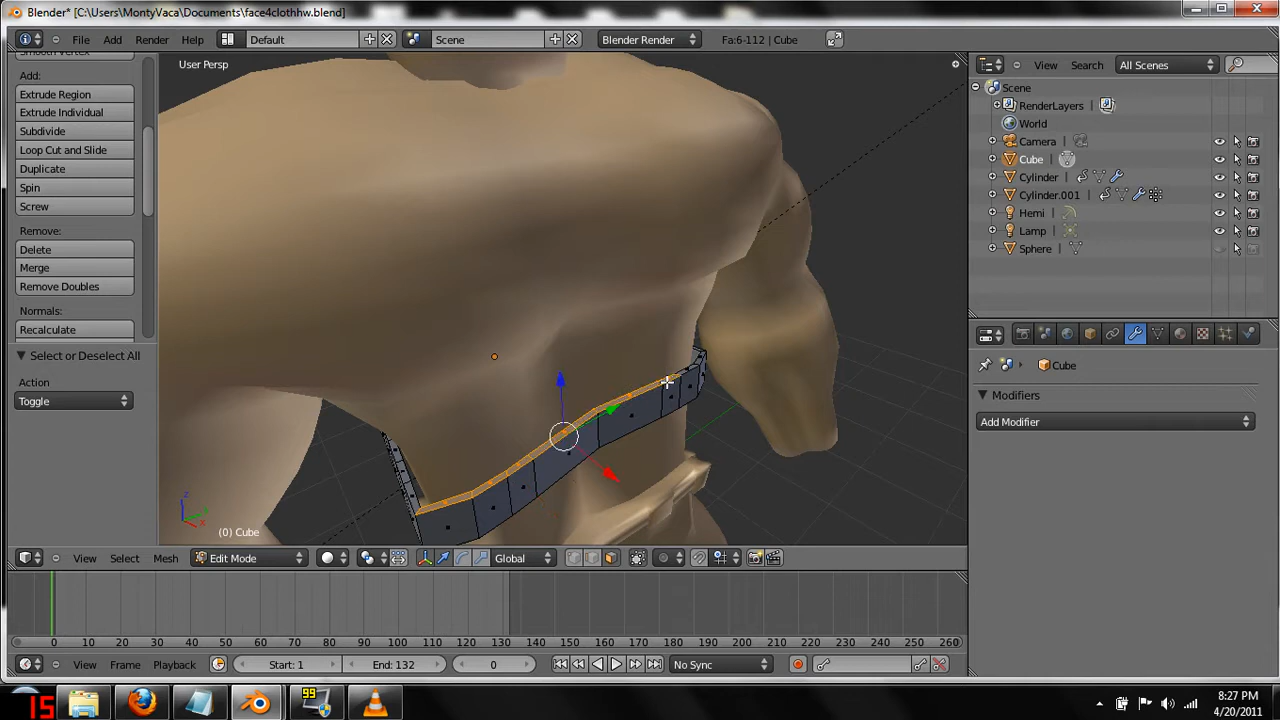 Blender* [C:\Users\MontyVaca\Documents\face4clothhw.blend]
File Add Render Help Default Scene Blender Render Fa:6-112 | Cube
Smooth Vertex
Add:
Extrude Region
Extrude Individual
Subdivide
Loop Cut and Slide
Duplicate
Spin
Screw
Remove:
Delete
Merge
Remove Doubles
Normals:
Recalculate
Select or Deselect All
Action
Toggle
User Persp
z
y
x
(0) Cube
View Search All Scenes
Scene
RenderLayers
World
Camera
Cube
Cylinder
Cylinder.001
Hemi
Lamp
Sphere
Cube
Modifiers
Add Modifier
View Select Mesh Edit Mode Global
0 10 20 30 40 50 60 70 80 90 100 110 120 130 140 150 160 170 180 190 200 210 220 230 240 250 260
View Frame Playback Start: 1 End: 132 0 No Sync
15
99
8:27 PM
4/20/2011